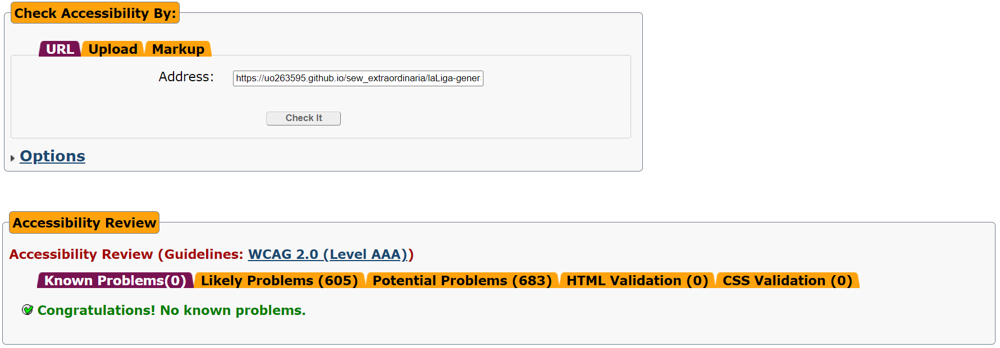 Check Accessibility By:
URL Upload Markup
Address: https://uo263595.github.io/sew_extraordinaria/laLiga-gener
Check It
Options
Accessibility Review
Accessibility Review (Guidelines: WCAG 2.0 (Level AAA))
Known Problems(0) Likely Problems (605) Potential Problems (683) HTML Validation (0) CSS Validation (0)
Congratulations! No known problems.